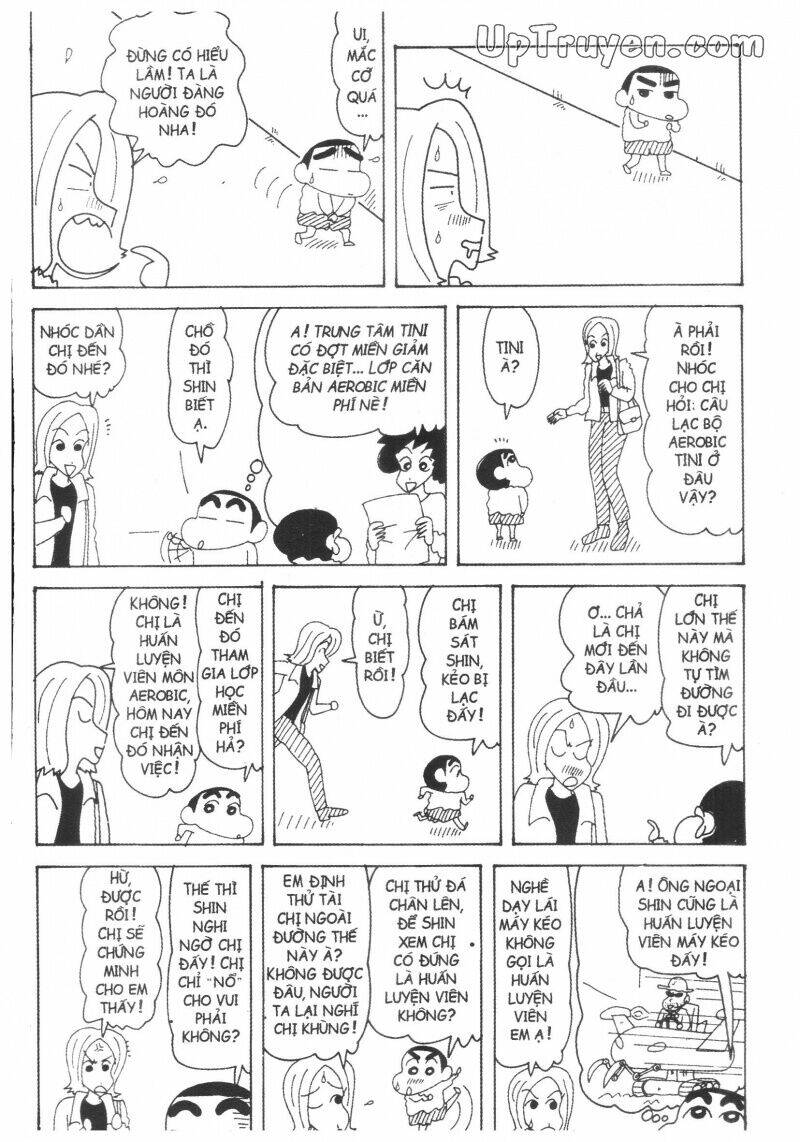 UpTruyen.com
UI,
MẮC
CỠ
QUÁ
...
ĐỪNG CÓ HIỂU
LẦM! TA LÀ
NGƯỜI ĐÀNG
HOÀNG ĐÓ
NHA!
À PHẢI
RỒI!
NHÓC
CHO CHỊ
HỎI: CÂU
LẠC BỘ
AEROBIC
TINI Ở
ĐÂU
VẬY?
TINI
À?
A! TRUNG TÂM TINI
CÓ ĐỢT MIỄN GIẢM
ĐẶC BIỆT... LỚP CĂN
BẢN AEROBIC MIỄN
PHÍ NÈ!
CHỖ
ĐÓ
THÌ
SHIN
BIẾT
Ạ.
NHÓC DẪN
CHỊ ĐẾN
ĐÓ NHÉ?
CHỊ
LỚN THẾ
NÀY MÀ
KHÔNG
TỰ TÌM
ĐƯỜNG
ĐI ĐƯỢC
À?
Ơ... CHẢ
LÀ CHỊ
MỚI ĐẾN
ĐÂY LẦN
ĐẦU...
CHỊ
BÁM
SÁT
SHIN,
KẺO BỊ
LẠC
ĐẤY!
Ừ,
CHỊ
BIẾT
RỒI!
CHỊ
ĐẾN
ĐÓ
THAM
GIA LỚP
HỌC
MIỄN
PHÍ
HẢ?
KHÔNG!
CHỊ LÀ
HUẤN
LUYỆN
VIÊN MÔN
AEROBIC,
HÔM NAY
CHỊ ĐẾN
ĐÓ NHẬN
VIỆC!
A! ÔNG NGOẠI
SHIN CŨNG LÀ
HUẤN LUYỆN
VIÊN MÁY KÉO
ĐẤY!
NGHỀ
DẠY LÁI
MÁY KÉO
KHÔNG
GỌI LÀ
HUẤN
LUYỆN
VIÊN
EM Ạ!
CHỊ THỬ ĐÁ
CHÂN LÊN,
ĐỂ SHIN
XEM CHỊ
CÓ ĐÚNG
LÀ HUẤN
LUYỆN VIÊN
KHÔNG?
EM ĐỊNH
THỬ TÀI
CHỊ NGOÀI
ĐƯỜNG THẾ
NÀY À?
KHÔNG ĐƯỢC
ĐÂU, NGƯỜI
TA LẠI NGHĨ
CHỊ KHÙNG!
THẾ THÌ
SHIN
NGHI
NGỜ CHỊ
ĐẤY! CHỊ
CHỈ "NỔ"
CHO VUI
PHẢI
KHÔNG?
HỪ,
ĐƯỢC
RỒI!
CHỊ SẼ
CHỨNG
MINH
CHO EM
THẤY!